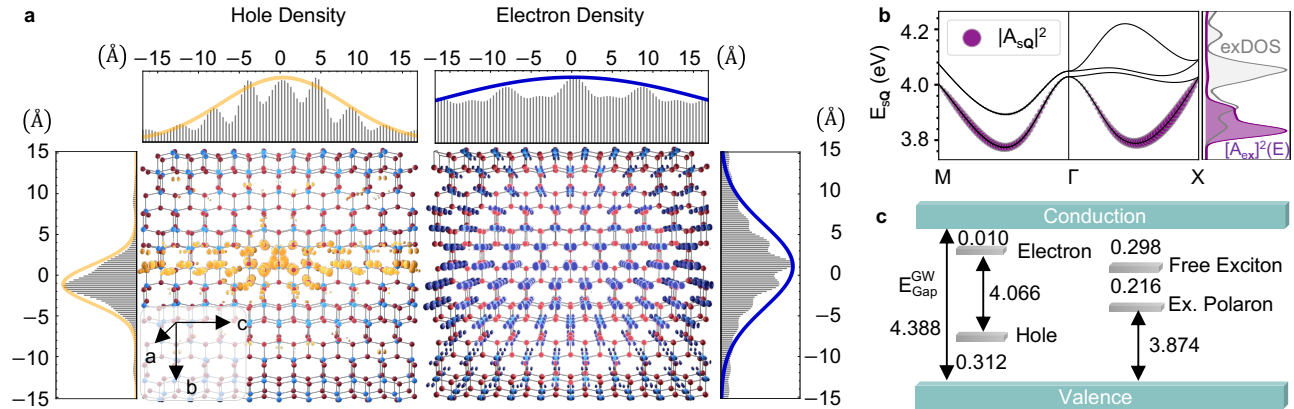 a
Hole Density
Electron Density
(Å) −15 −10 −5 0 5 10 15
−15 −10 −5 0 5 10 15 (Å)
(Å)
(Å)
15
10
5
0
−5
−10
−15
15
10
5
0
−5
−10
−15
c
a
b
b
|A_sQ|²
exDOS
[A_ex]²(E)
E_sQ (eV)
4.2
4.0
3.8
M Γ X
c
Conduction
0.010
Electron
E_Gap^GW
4.388
4.066
Hole
0.312
0.298
Free Exciton
0.216
Ex. Polaron
3.874
Valence